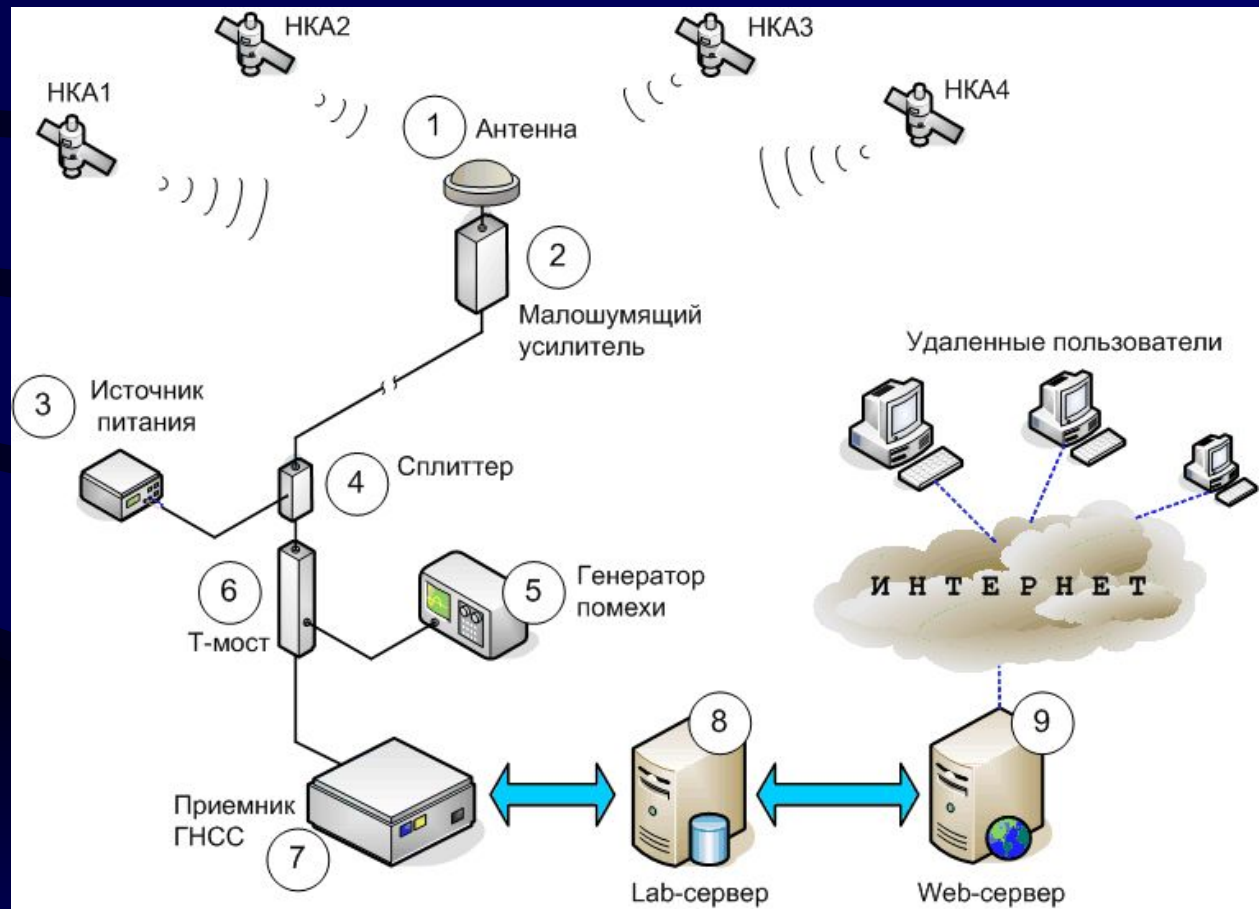 НКА2
НКА3
НКА1
НКА4
1
Антенна
2
Малошумящий
усилитель
Удаленные пользователи
3
Источник
питания
4
Сплиттер
6
Т-мост
5
Генератор
помехи
ИНТЕРНЕТ
8
9
Приемник
ГНСС
7
Lab-сервер
Web-сервер